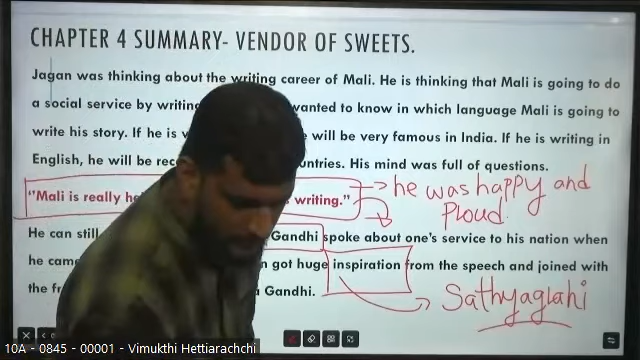 CHAPTER 4 SUMMARY- VENDOR OF SWEETS.
Jagan was thinking about the writing career of Mali. He is thinking that Mali is going to do
a social service by writing wanted to know in which language Mali is going to
write his story. If he is will be very famous in India. If he is writing in
English, he will be countries. His mind was full of questions.
"Mali is really writing."
he was happy and
Ploud.
He can still Gandhi spoke about one's service to his nation when
he came got huge inspiration from the speech and joined with
the Gandhi.
Sathyagrahi
10A - 0845 - 00001 - Vimukthi Hettiarachchi